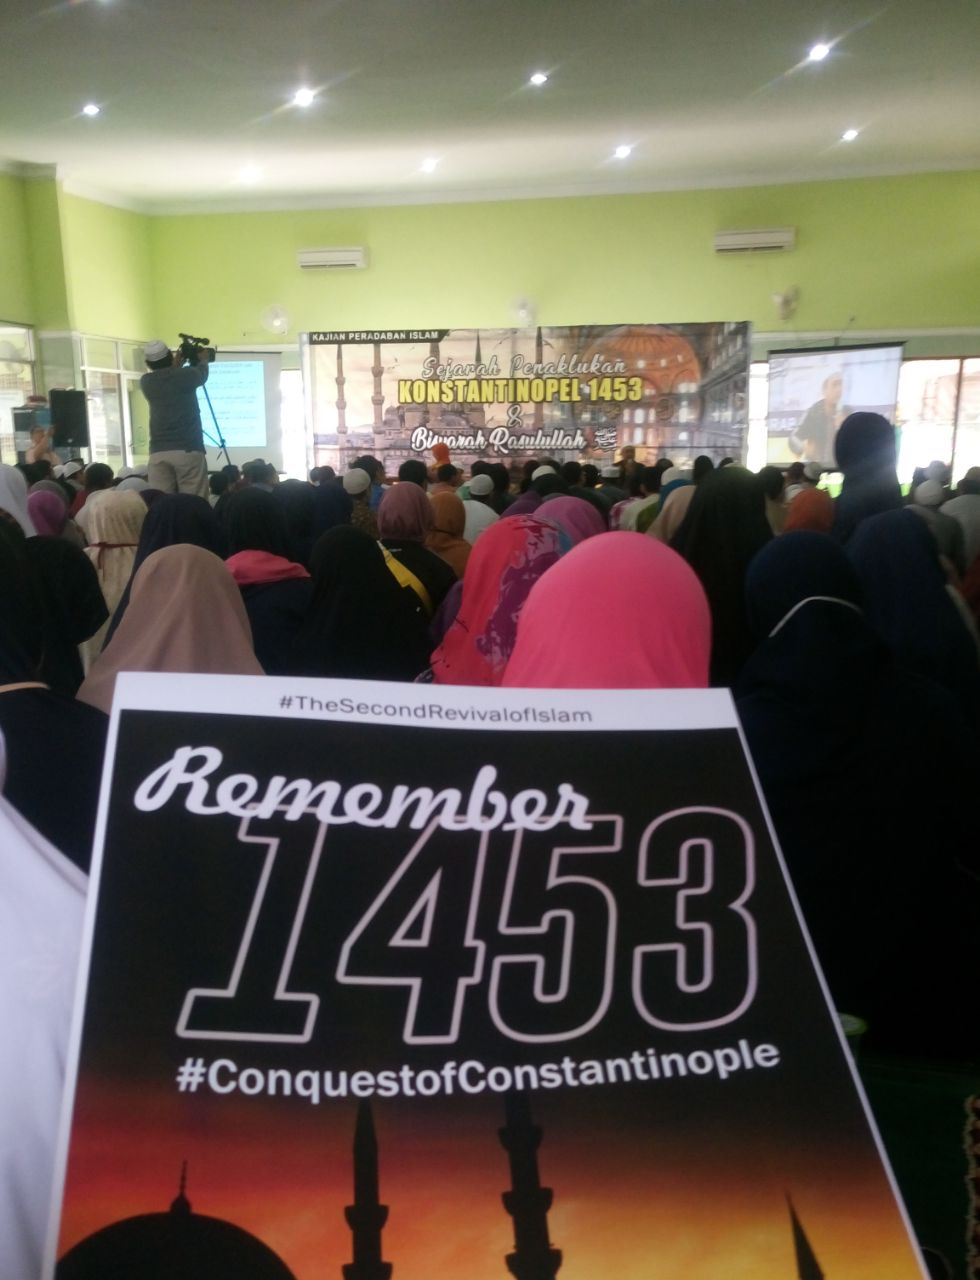 KAJIAN PERADABAN ISLAM
Sejarah Penaklukan
KONSTANTINOPEL 1453
&
Bisyarah Rasulullah
#TheSecondRevivalofIslam
Remember
1453
#ConquestofConstantinople